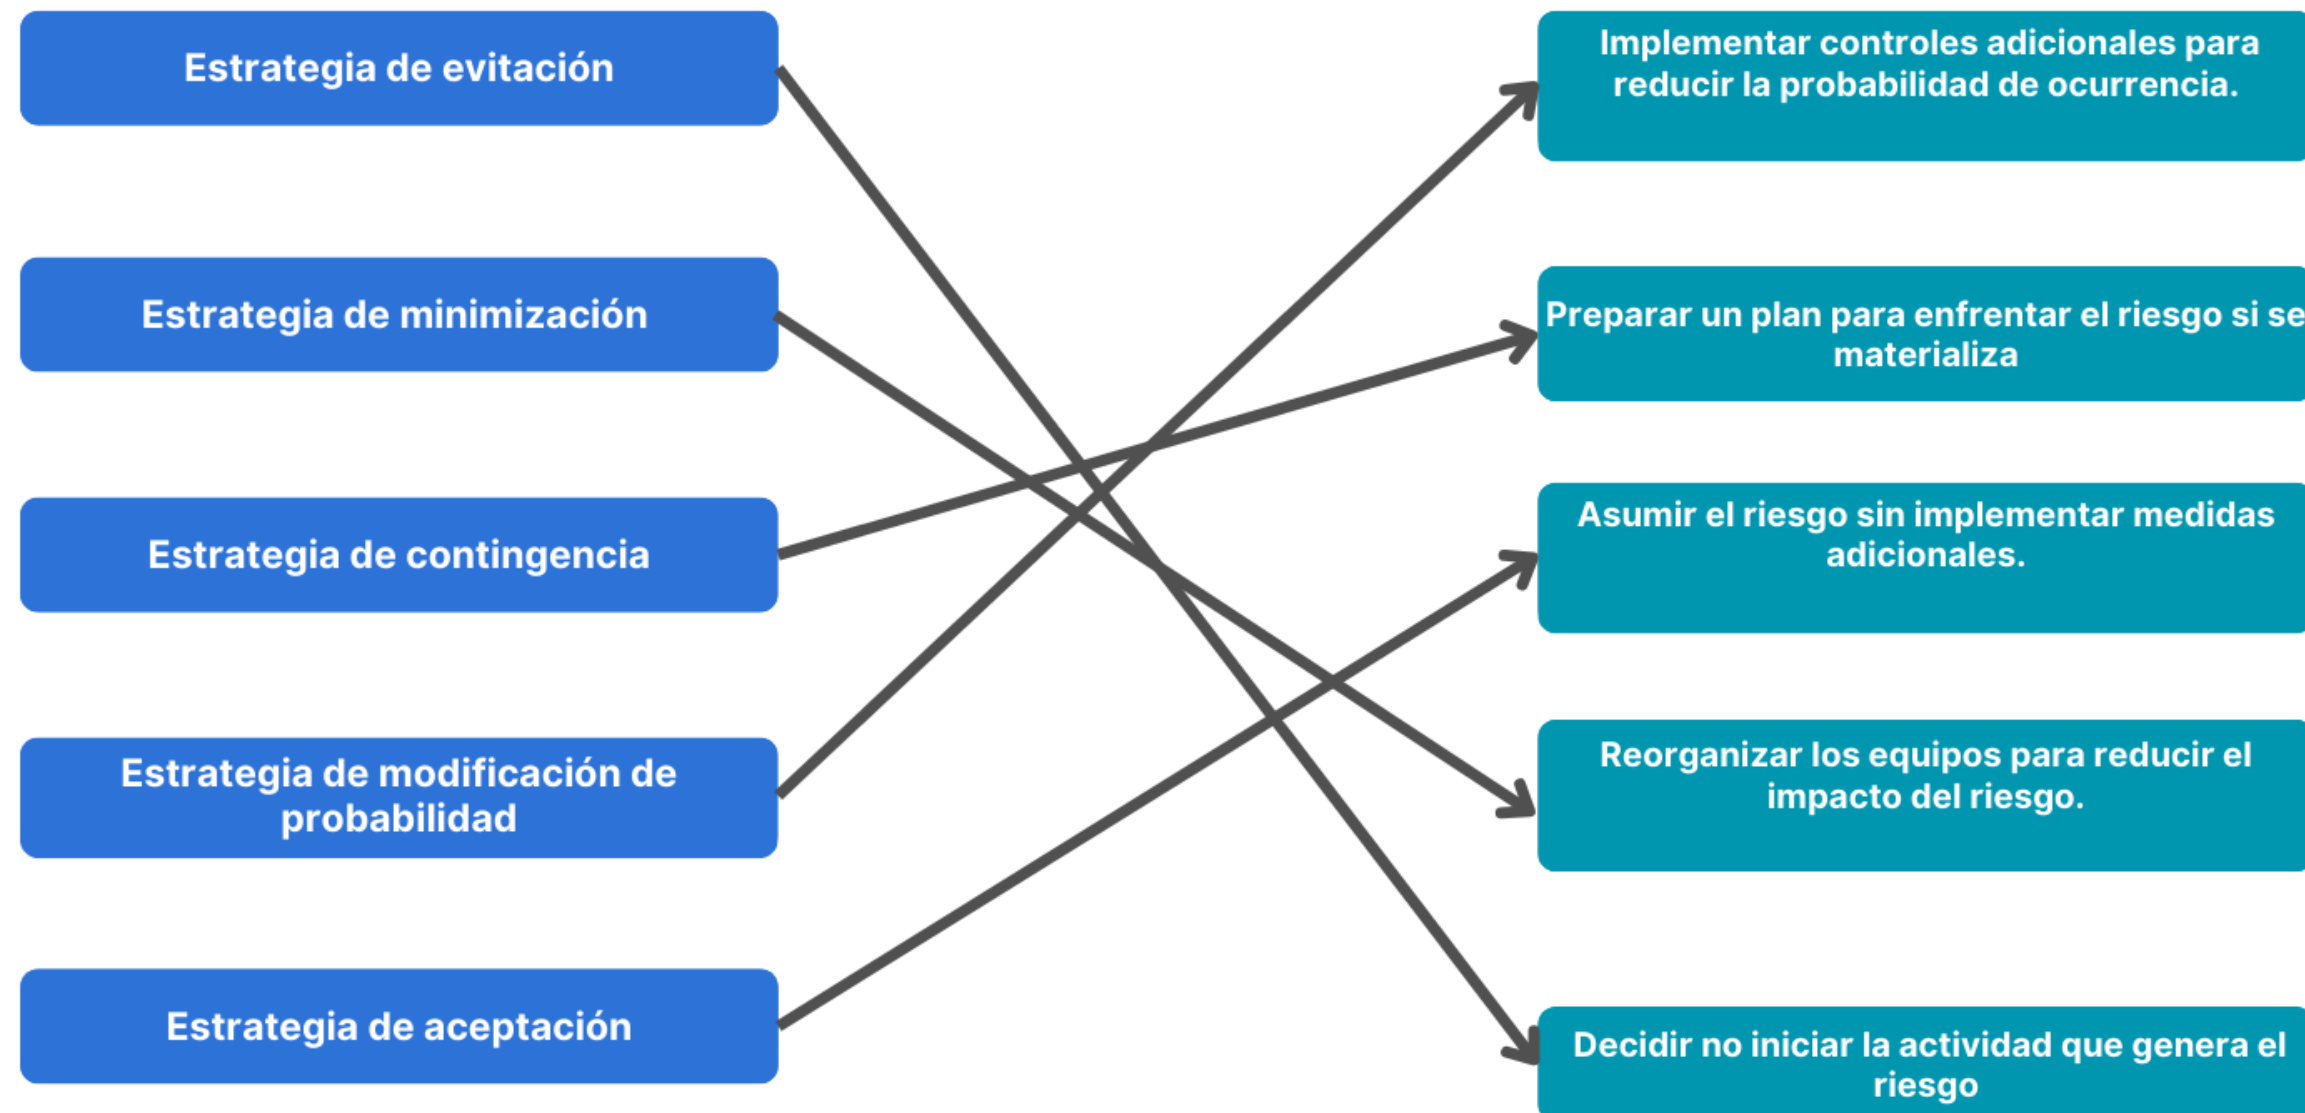 Estrategia de evitación
Estrategia de minimización
Estrategia de contingencia
Estrategia de modificación de
probabilidad
Estrategia de aceptación
Implementar controles adicionales para
reducir la probabilidad de ocurrencia.
Preparar un plan para enfrentar el riesgo si se
materializa
Asumir el riesgo sin implementar medidas
adicionales.
Reorganizar los equipos para reducir el
impacto del riesgo.
Decidir no iniciar la actividad que genera el
riesgo